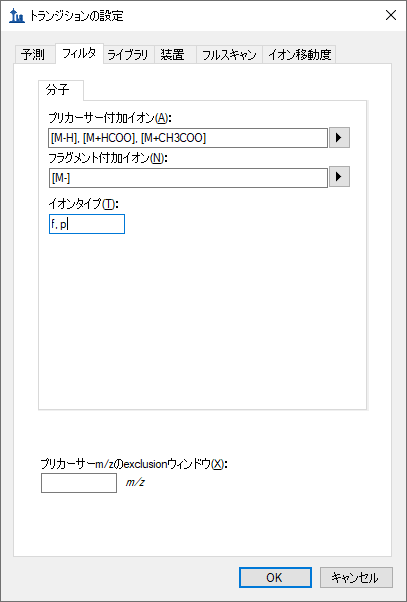 トランジションの設定
予測 フィルタ ライブラリ 装置 フルスキャン イオン移動度
分子
プリカーサー付加イオン(A):
[M-H], [M+HCOO], [M+CH3COO]
フラグメント付加イオン(N):
[M-]
イオンタイプ(T):
f, p
プリカーサーm/zのexclusionウィンドウ(X):
m/z
OK キャンセル